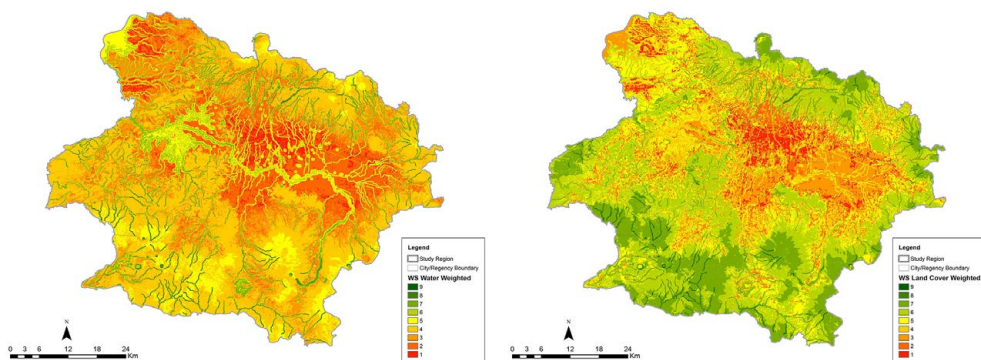 Legend
Study Region
City/Regency Boundary
WS Water Weighted
9
8
7
6
5
4
3
2
1
N
0 3 6 12 18 24
Km
Legend
Study Region
City/Regency Boundary
WS Land Cover Weighted
9
8
7
6
5
4
3
2
1
N
0 3 6 12 18 24
Km